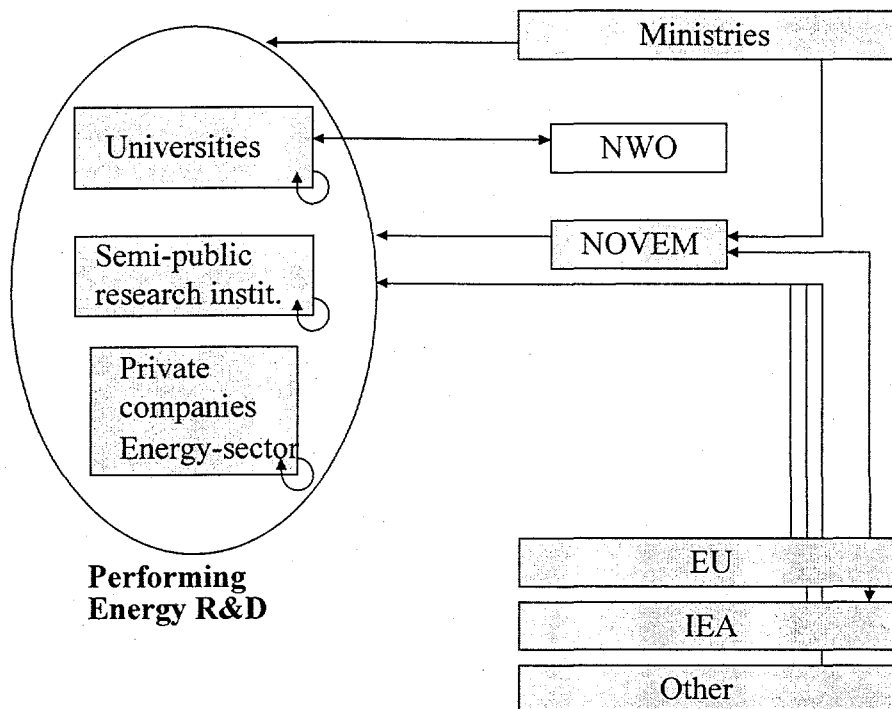 Ministries
Universities
NWO
NOVEM
Semi-public
research instit.
Private
companies
Energy-sector
EU
Performing
Energy R&D
IEA
Other